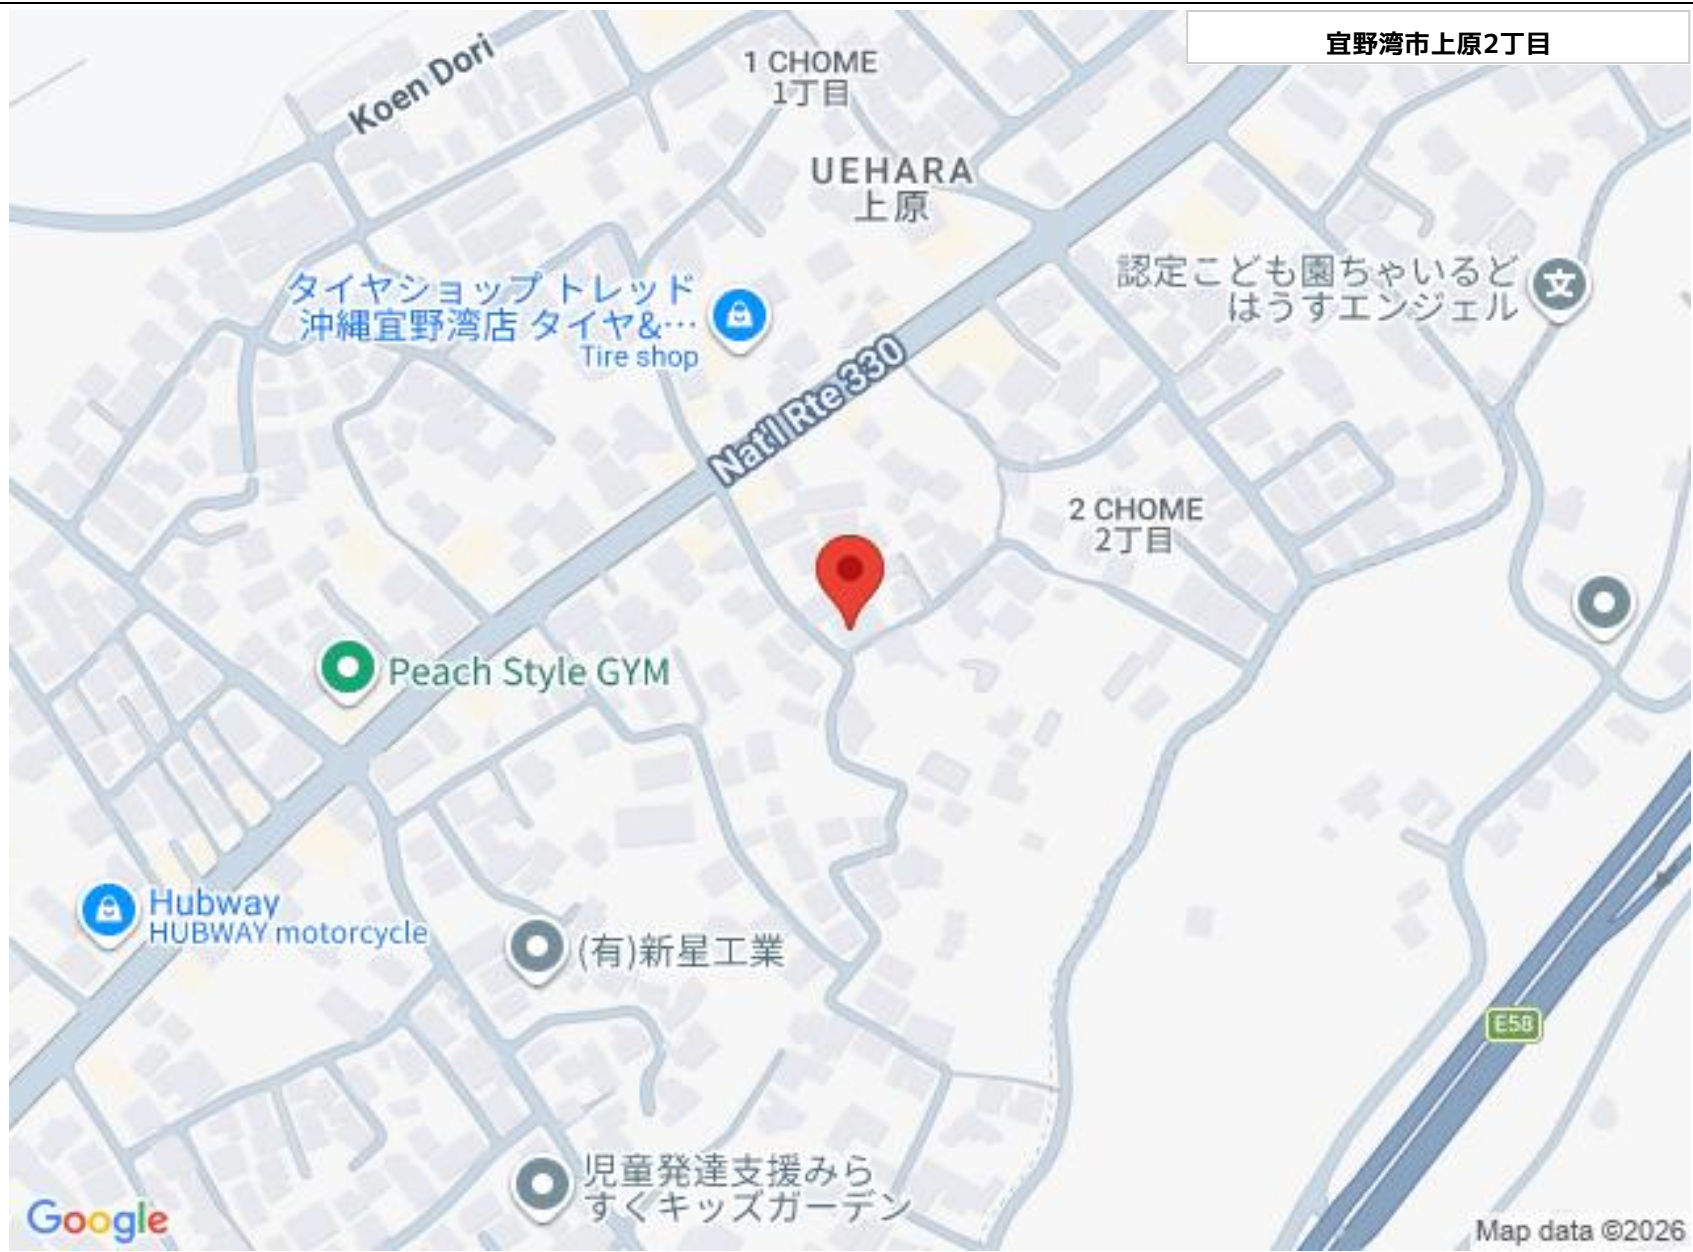 宜野湾市上原2丁目
Koen Dori
1 CHOME
1丁目
UEHARA
上原
認定こども園ちゃいるど
はうすエンジェル
タイヤショップ トレッド
沖縄宜野湾店 タイヤ&…
Tire shop
Nat'l Rte 330
2 CHOME
2丁目
Peach Style GYM
Hubway
HUBWAY motorcycle
(有)新星工業
E58
児童発達支援みら
すくキッズガーデン
Google
Map data ©2026